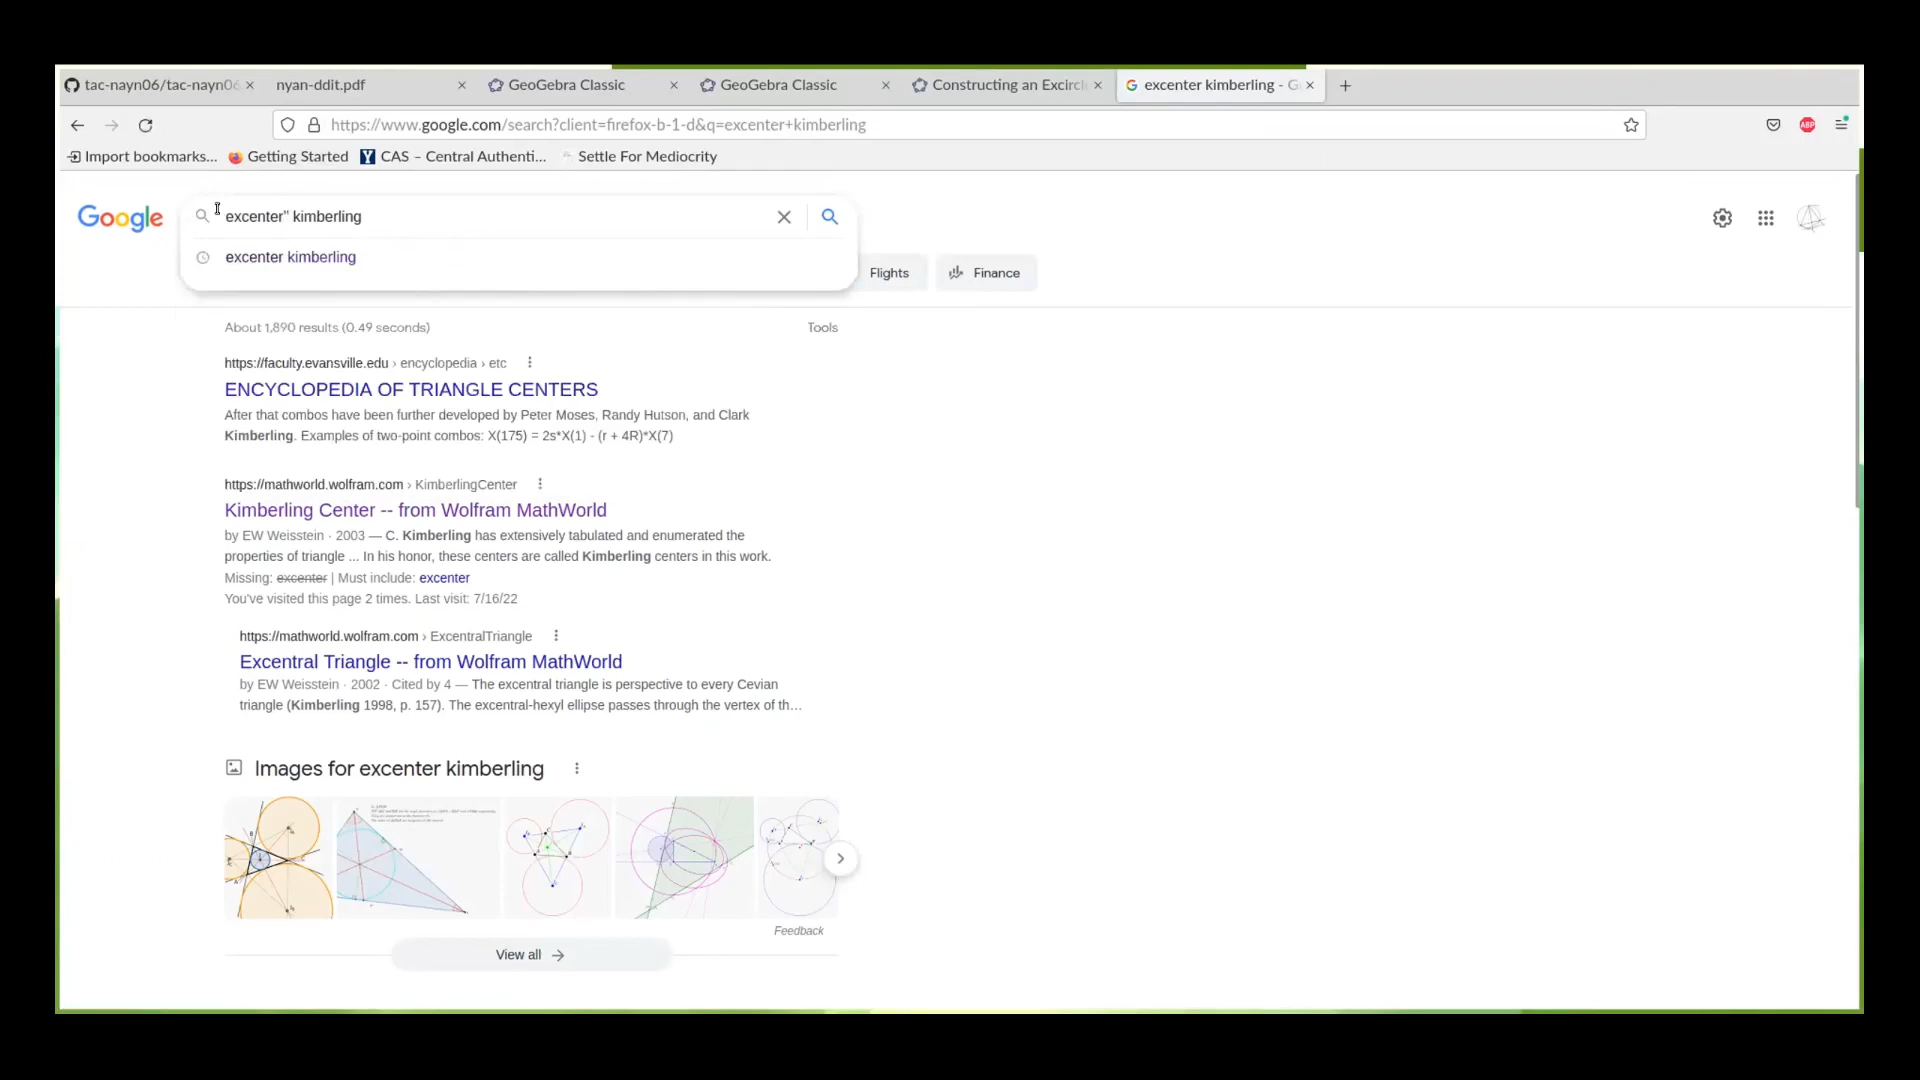 tac-nayn06/tac-nayn06
nyan-ddit.pdf
GeoGebra Classic
GeoGebra Classic
Constructing an Excircl
excenter kimberling - G
https://www.google.com/search?client=firefox-b-1-d&q=excenter+kimberling
ABP
Import bookmarks...
Getting Started
CAS – Central Authenti...
Settle For Mediocrity
Google
excenter" kimberling
excenter kimberling
Flights
Finance
About 1,890 results (0.49 seconds)
Tools
https://faculty.evansville.edu › encyclopedia › etc
ENCYCLOPEDIA OF TRIANGLE CENTERS
After that combos have been further developed by Peter Moses, Randy Hutson, and Clark
Kimberling. Examples of two-point combos: X(175) = 2s*X(1) - (r + 4R)*X(7)
https://mathworld.wolfram.com › KimberlingCenter
Kimberling Center -- from Wolfram MathWorld
by EW Weisstein · 2003 — C. Kimberling has extensively tabulated and enumerated the
properties of triangle ... In his honor, these centers are called Kimberling centers in this work.
Missing: excenter | Must include: excenter
You've visited this page 2 times. Last visit: 7/16/22
https://mathworld.wolfram.com › ExcentralTriangle
Excentral Triangle -- from Wolfram MathWorld
by EW Weisstein · 2002 · Cited by 4 — The excentral triangle is perspective to every Cevian
triangle (Kimberling 1998, p. 157). The excentral-hexyl ellipse passes through the vertex of th...
Images for excenter kimberling
Feedback
View all